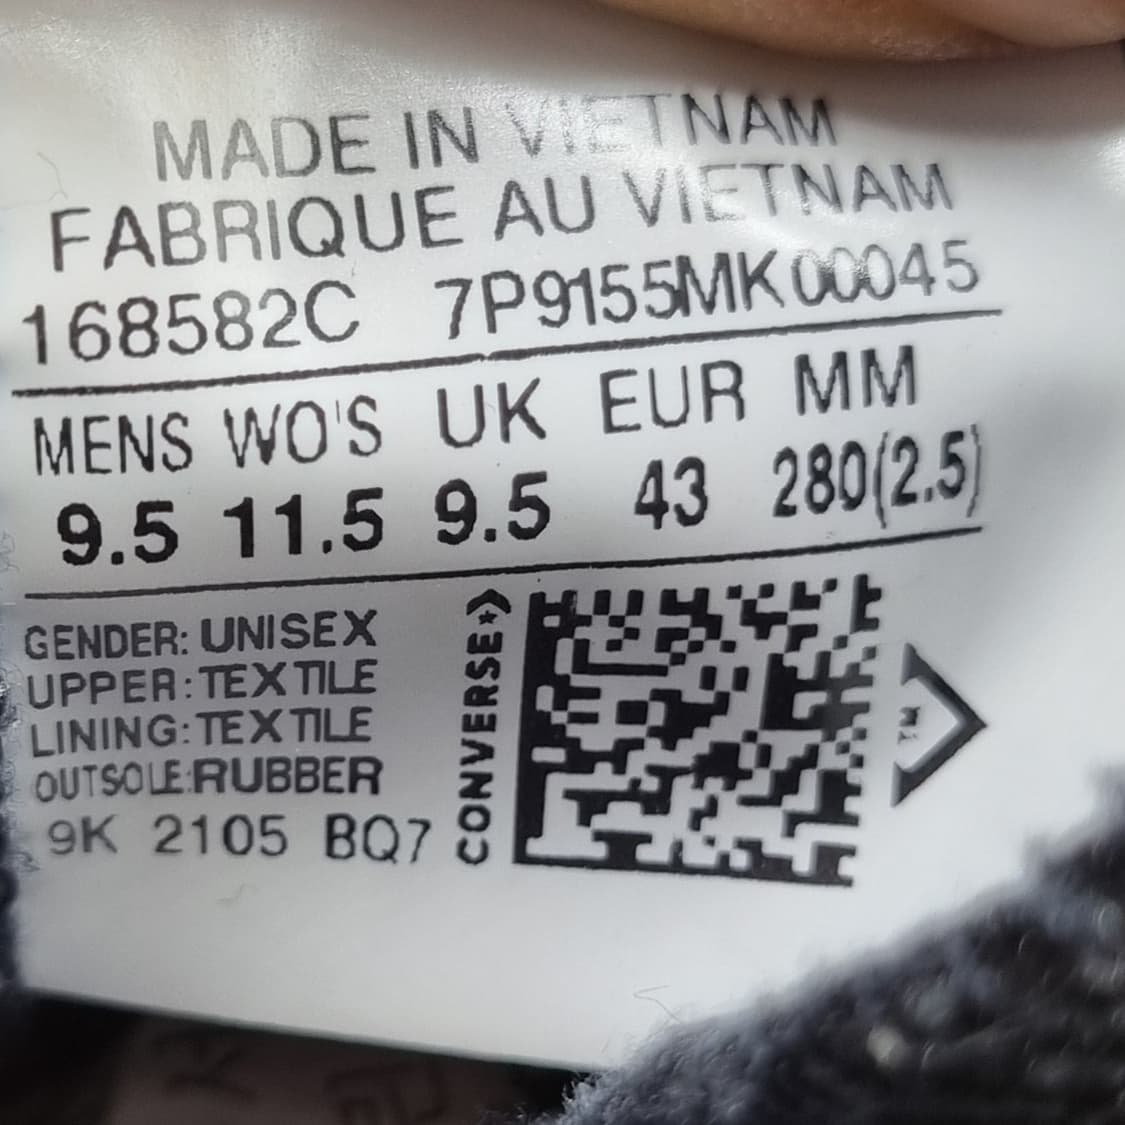 MADE IN VIETNAM
FABRIQUE AU VIETNAM
168582C 7P9155MK00045
MENS WO'S UK EUR MM
9.5 11.5 9.5 43 280(2.5)
GENDER: UNISEX
UPPER: TEXTILE
LINING: TEXTILE
OUTSOLE: RUBBER
9K 2105 BQ7
CONVERSE
TM